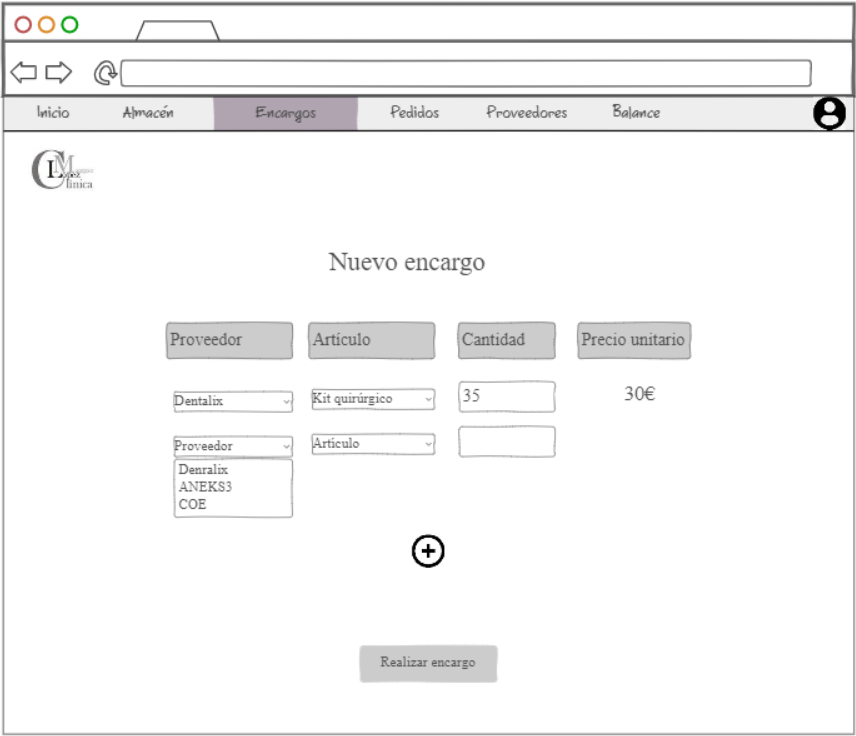 Inicio Almacén Encargos Pedidos Proveedores Balance
CLM
López
Clínica
Nuevo encargo
Proveedor Artículo Cantidad Precio unitario
Dentalix Kit quirúrgico 35 30€
Proveedor Artículo
Denralix
ANEKS3
COE
Realizar encargo